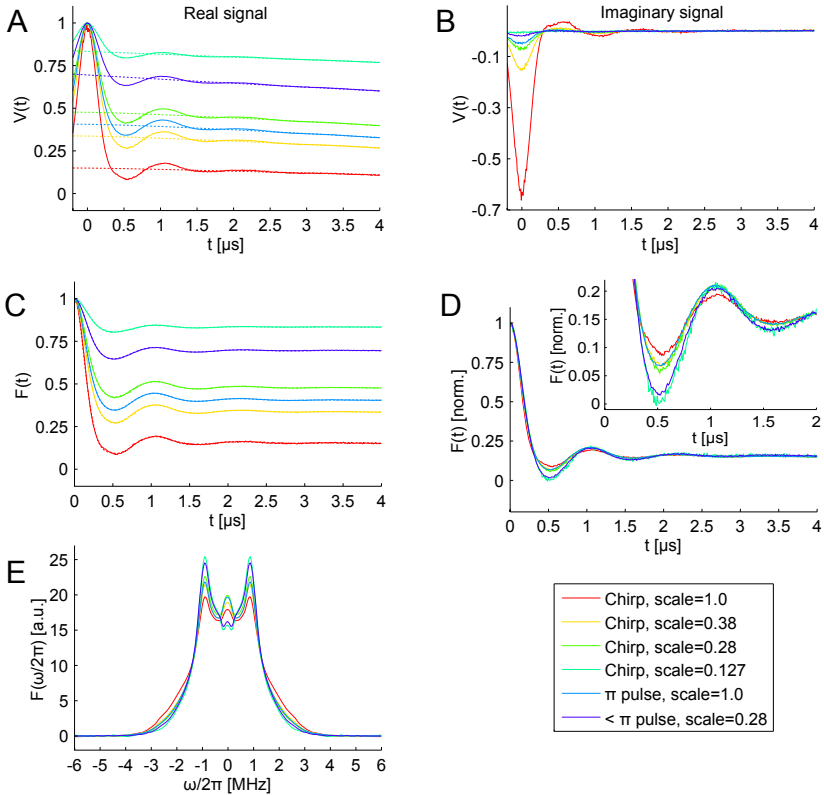 A
Real signal
1
0.75
0.5
0.25
0
V(t)
0 0.5 1 1.5 2 2.5 3 3.5 4
t [µs]
B
Imaginary signal
-0.1
-0.3
-0.5
-0.7
V(t)
0 0.5 1 1.5 2 2.5 3 3.5 4
t [µs]
C
1
0.75
0.5
0.25
0
F(t)
0 0.5 1 1.5 2 2.5 3 3.5 4
t [µs]
D
1
0.75
0.5
0.25
0
F(t) [norm.]
0 0.5 1 1.5 2 2.5 3 3.5 4
t [µs]
0.2
0.15
0.1
0.05
0
F(t) [norm.]
0 0.5 1 1.5 2
t [µs]
E
25
20
15
10
5
0
F(ω/2π) [a.u.]
-6 -5 -4 -3 -2 -1 0 1 2 3 4 5 6
ω/2π [MHz]
Chirp, scale=1.0
Chirp, scale=0.38
Chirp, scale=0.28
Chirp, scale=0.127
π pulse, scale=1.0
< π pulse, scale=0.28